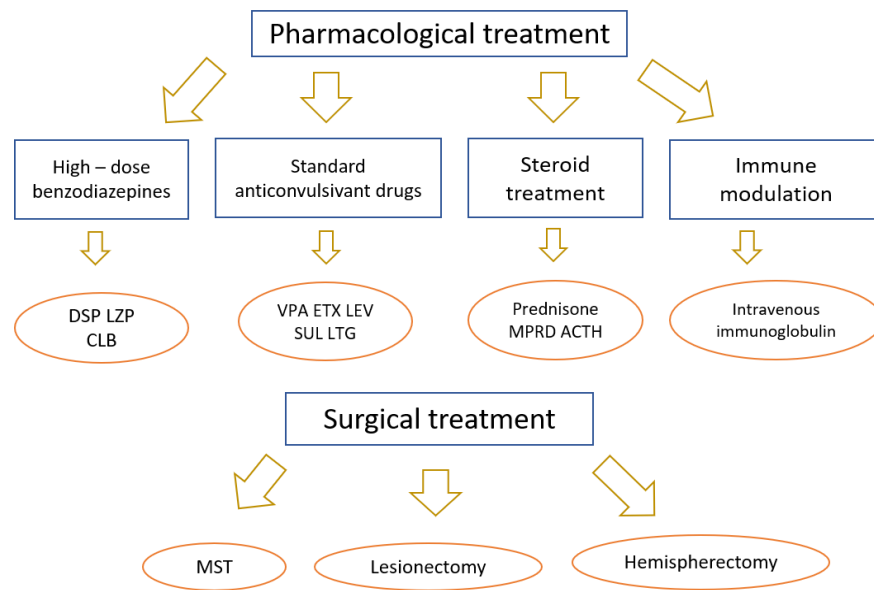 Pharmacological treatment
High – dose
benzodiazepines
Standard
anticonvulsivant drugs
Steroid
treatment
Immune
modulation
DSP LZP
CLB
VPA ETX LEV
SUL LTG
Prednisone
MPRD ACTH
Intravenous
immunoglobulin
Surgical treatment
MST
Lesionectomy
Hemispherectomy